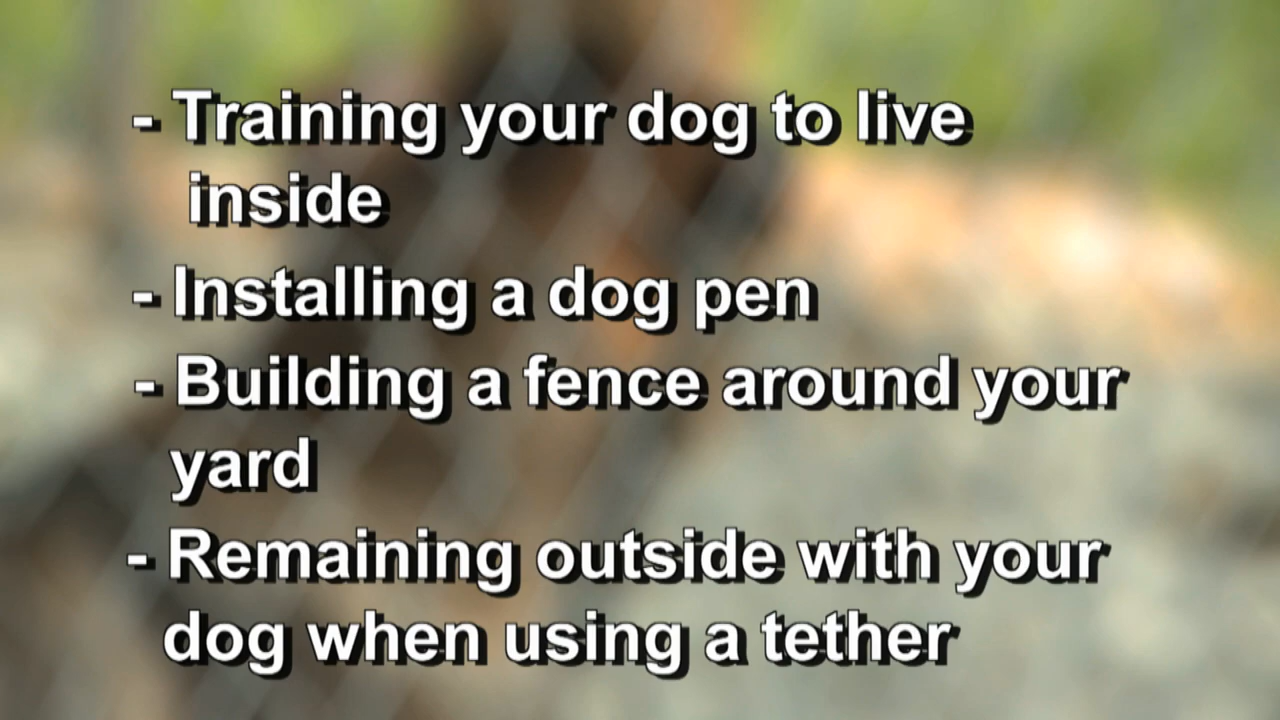 - Training your dog to live
inside
- Installing a dog pen
- Building a fence around your
yard
- Remaining outside with your
dog when using a tether